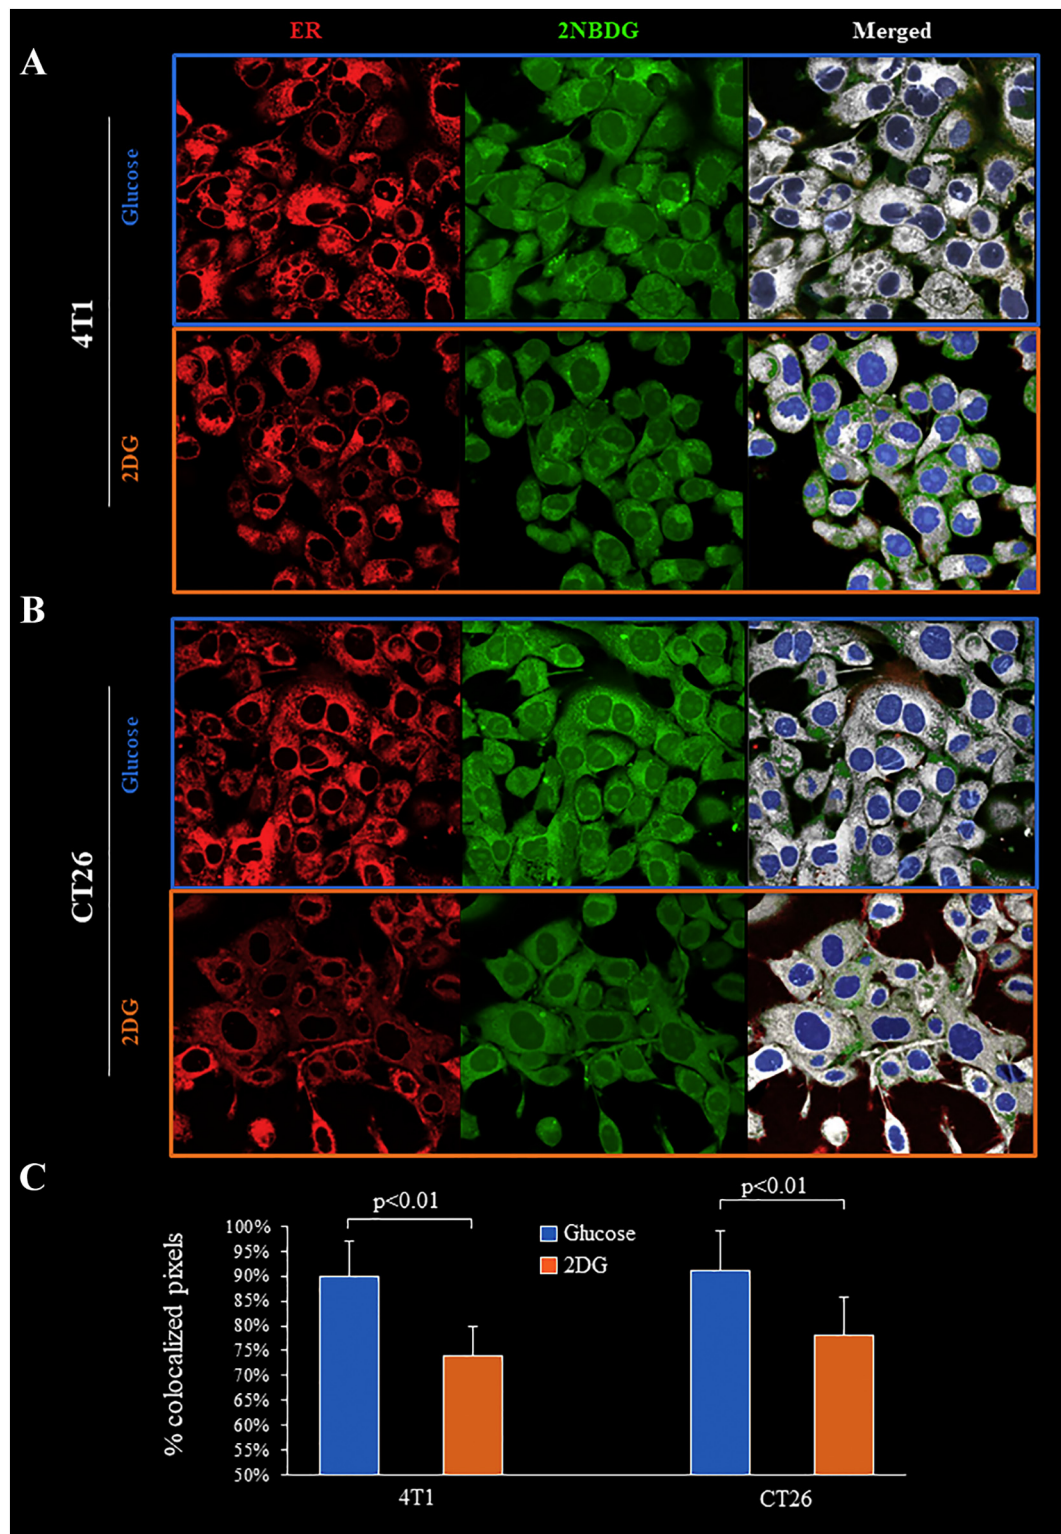 ER 2NBDG Merged
A
Glucose
4T1
2DG
B
Glucose
CT26
2DG
C
p<0.01
p<0.01
Glucose
2DG
% colocalized pixels
100%
95%
90%
85%
80%
75%
70%
65%
60%
55%
50%
4T1 CT26